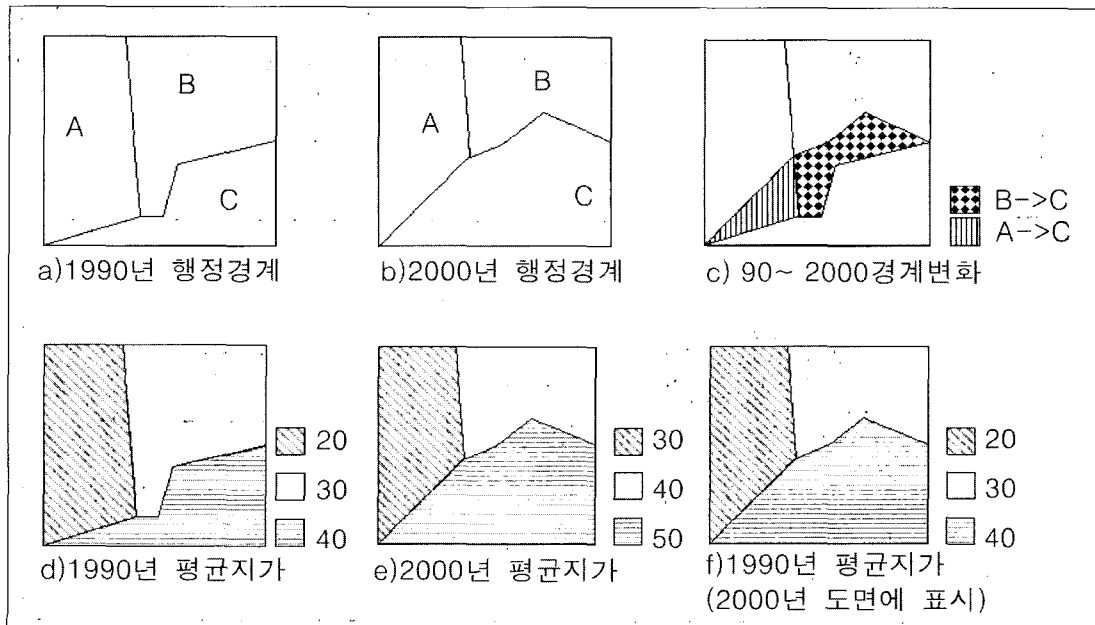 A
B
C
a)1990년 행정경계
A
B
C
b)2000년 행정경계
B->C
A->C
c) 90~ 2000경계변화
20
30
40
d)1990년 평균지가
30
40
50
e)2000년 평균지가
20
30
40
f)1990년 평균지가
(2000년 도면에 표시)